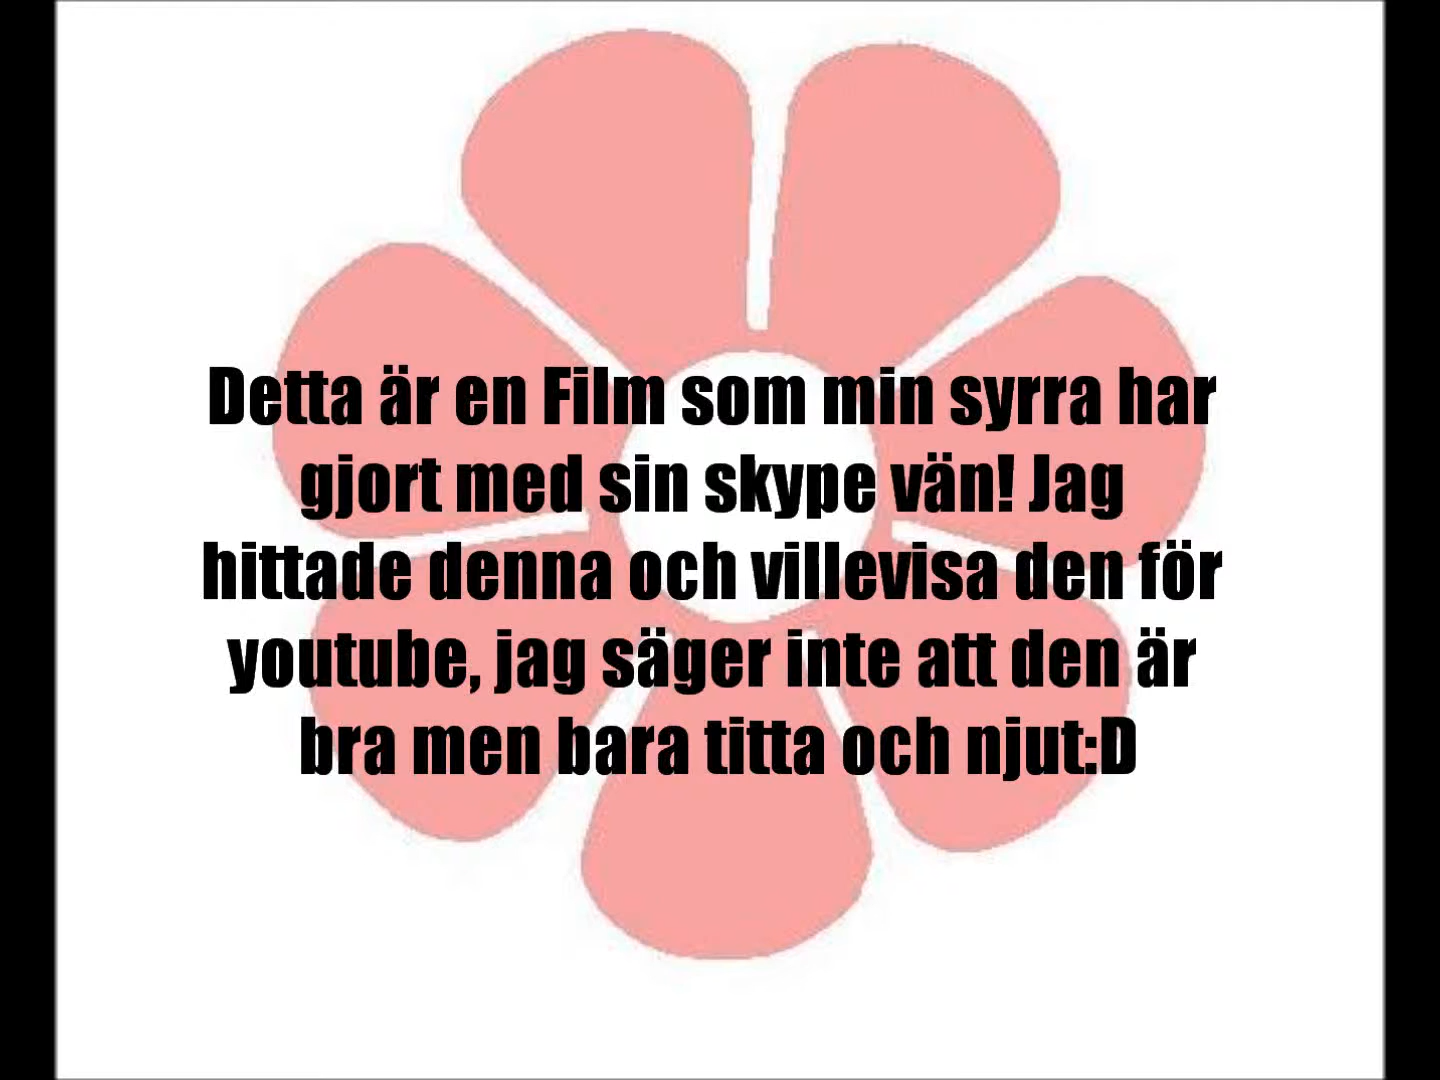 Detta är en Film som min syrra har
gjort med sin skype vän! Jag
hittade denna och villevisa den för
youtube, jag säger inte att den är
bra men bara titta och njut:D